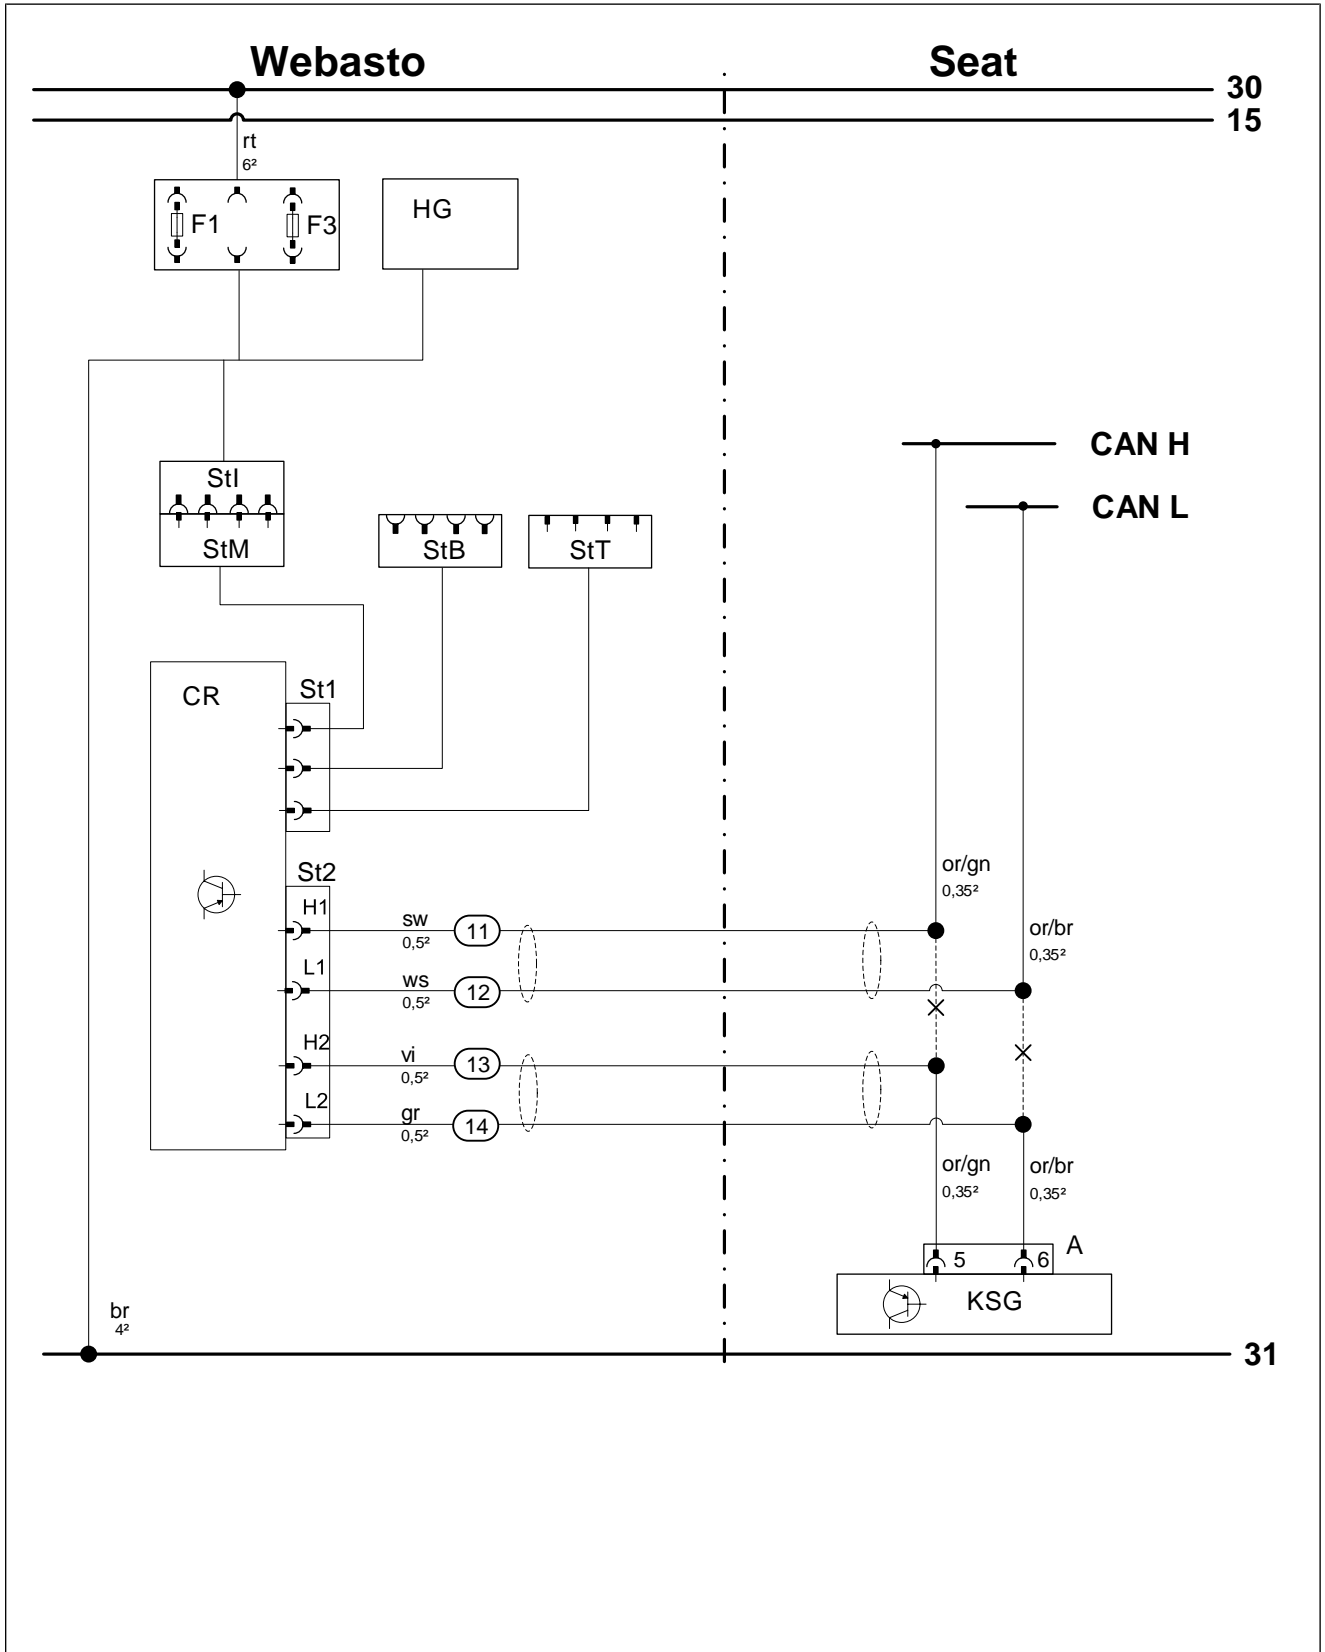 Webasto
Seat
30
15
rt
6²
F1
F3
HG
CAN H
CAN L
StI
StM
StB
StT
CR
St1
St2
H1
sw
0,5²
11
or/gn
0,35²
L1
ws
0,5²
12
or/br
0,35²
H2
vi
0,5²
13
L2
gr
0,5²
14
or/gn
0,35²
or/br
0,35²
A
5
6
KSG
br
4²
31